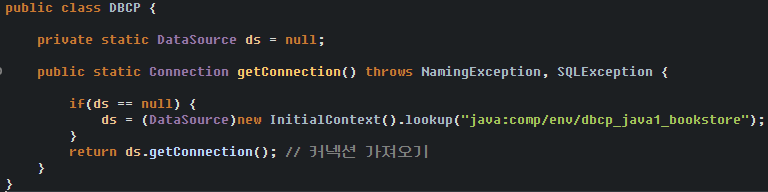 public class DBCP {
private static DataSource ds = null;
public static Connection getConnection() throws NamingException, SQLException {
if(ds == null) {
ds = (DataSource)new InitialContext().lookup("java:comp/env/dbcp_java1_bookstore");
}
return ds.getConnection(); // 커넥션 가져오기
}
}